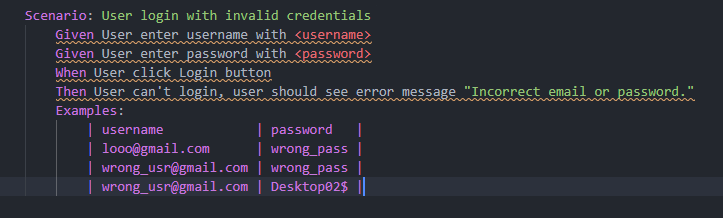 Scenario: User login with invalid credentials
Given User enter username with <username>
Given User enter password with <password>
When User click Login button
Then User can't login, user should see error message "Incorrect email or password."
Examples:
| username | password |
| looo@gmail.com | wrong_pass |
| wrong_usr@gmail.com | wrong_pass |
| wrong_usr@gmail.com | Desktop02$ |